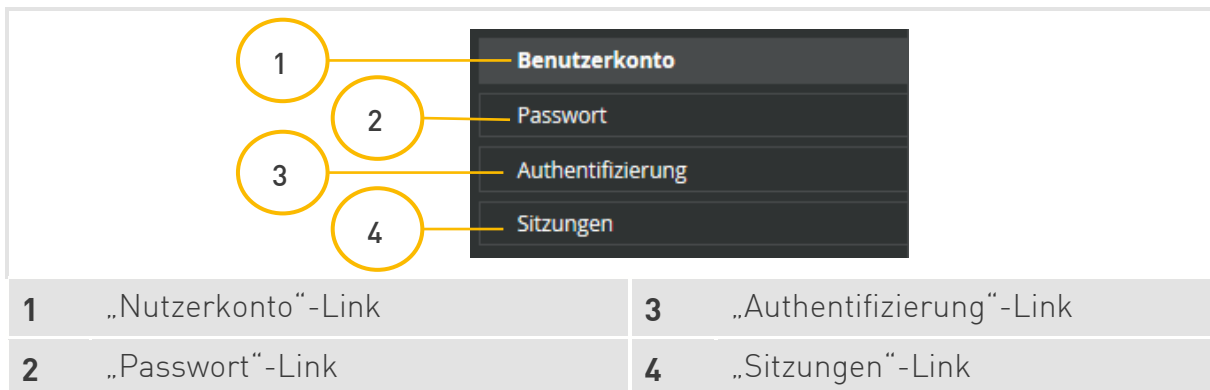 1 Benutzerkonto
2 Passwort
3 Authentifizierung
4 Sitzungen
1 „Nutzerkonto“-Link 3 „Authentifizierung“-Link
2 „Passwort“-Link 4 „Sitzungen“-Link